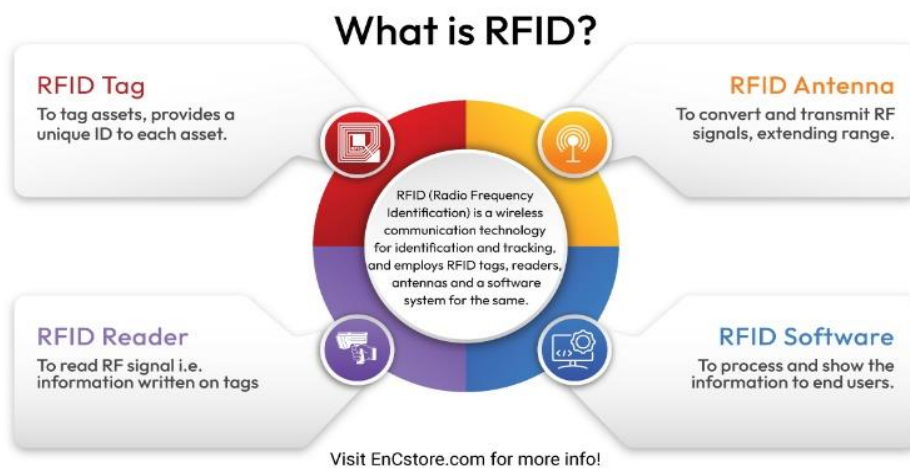 What is RFID?
RFID Tag
To tag assets, provides a
unique ID to each asset.
RFID Antenna
To convert and transmit RF
signals, extending range.
RFID (Radio Frequency
Identification) is a wireless
communication technology
for identification and tracking,
and employs RFID tags, readers,
antennas and a software
system for the same.
RFID Reader
To read RF signal i.e.
information written on tags
RFID Software
To process and show the
information to end users.
Visit EnCstore.com for more info!